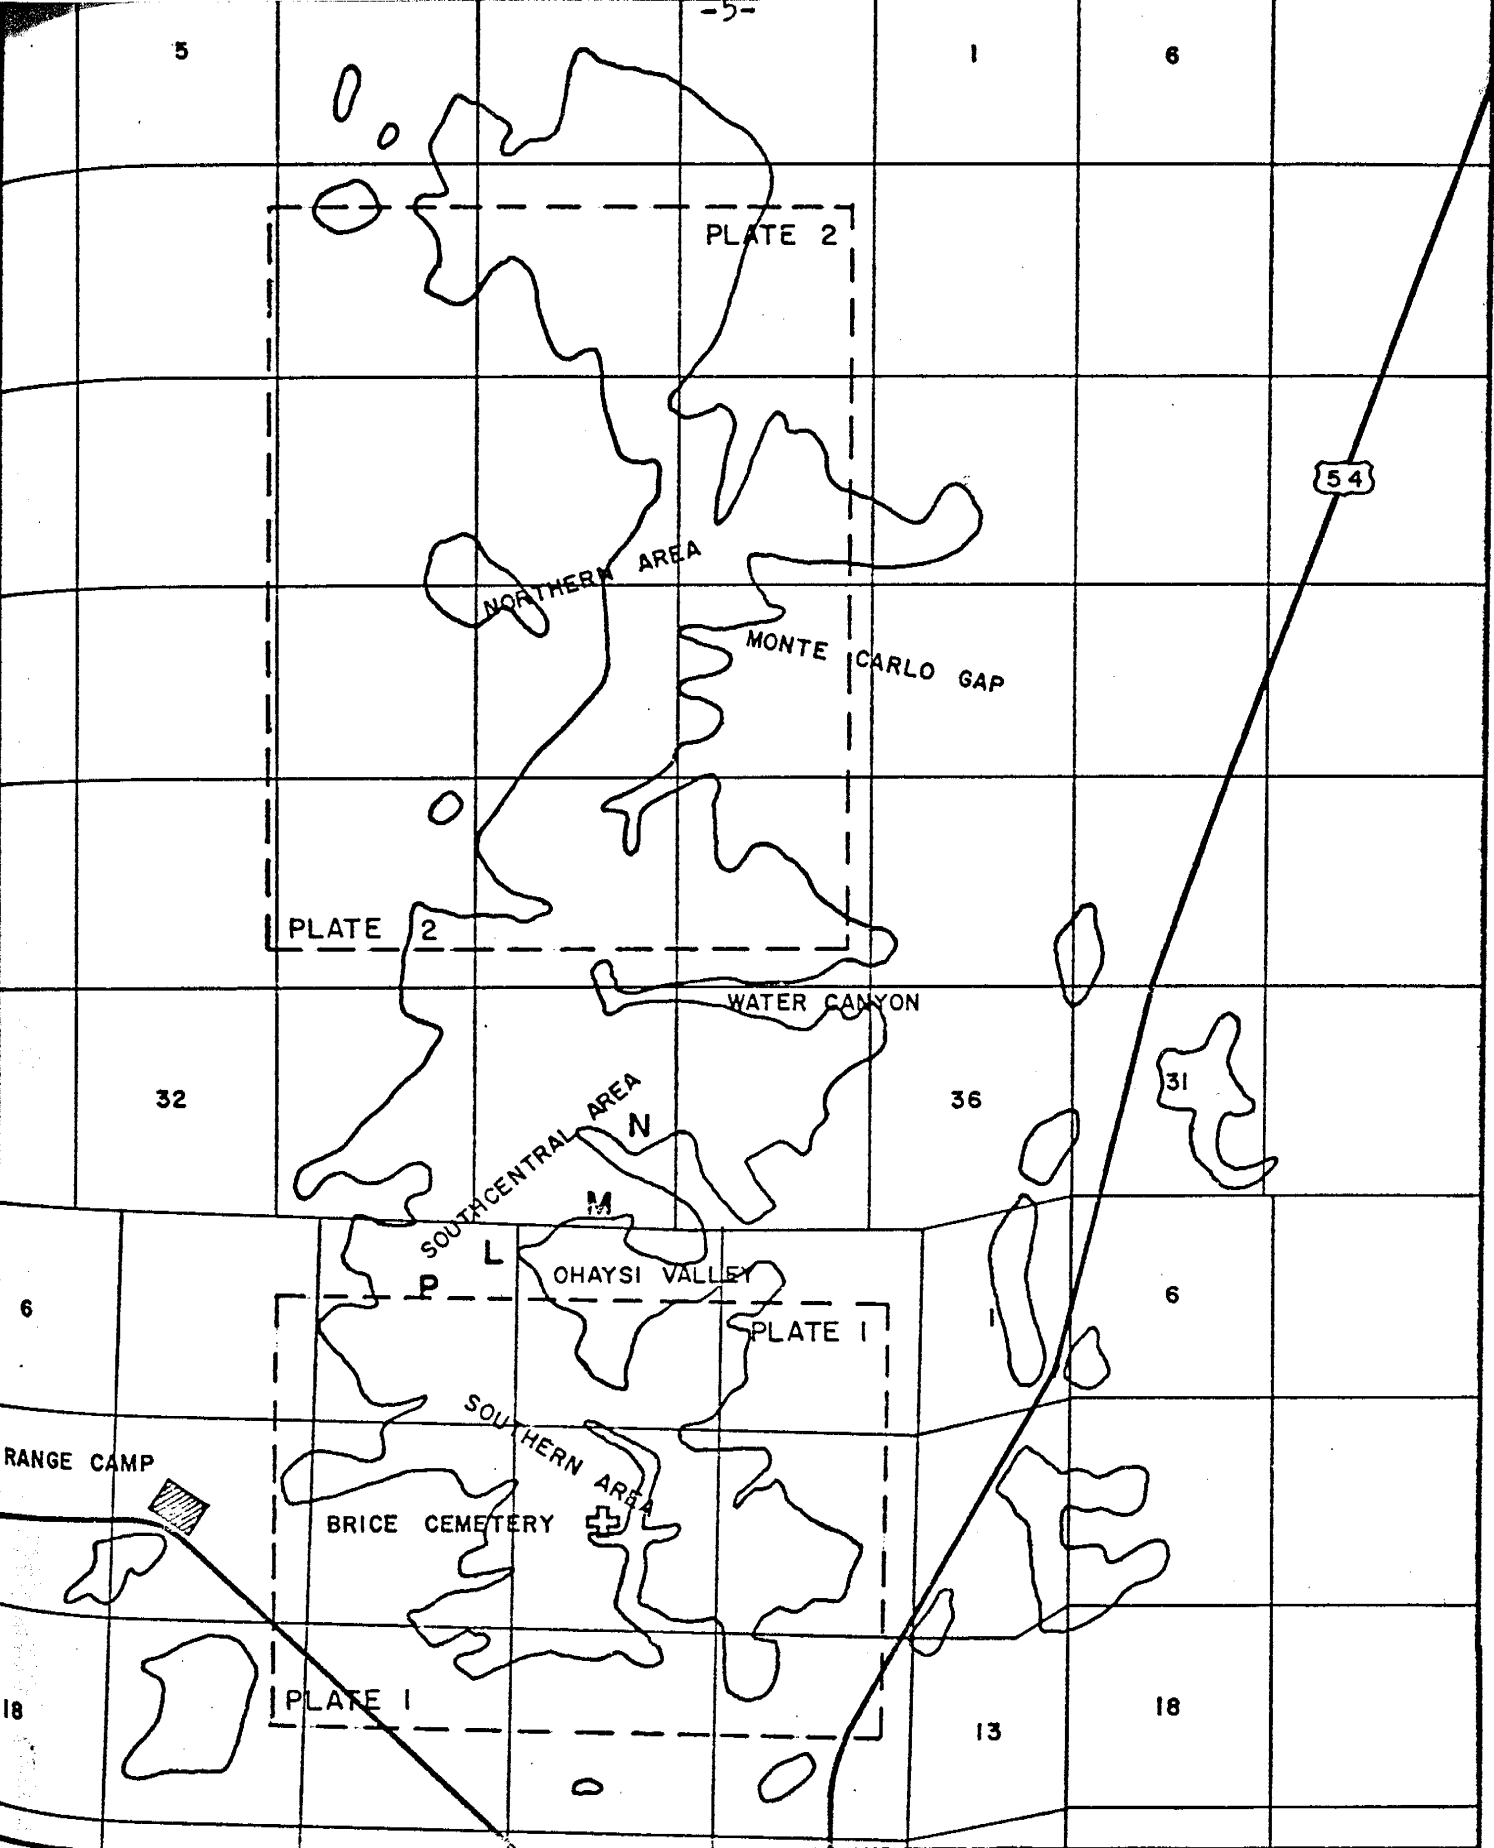 -5-
5
1
6
PLATE 2
54
NORTHERN AREA
MONTE CARLO GAP
PLATE 2
WATER CANYON
32
SOUTHCENTRAL AREA
N
36
31
M
L
P
OHAYSI VALLEY
6
PLATE 1
1
6
SOUTHERN AREA
RANGE CAMP
BRICE CEMETERY
PLATE 1
18
13
18